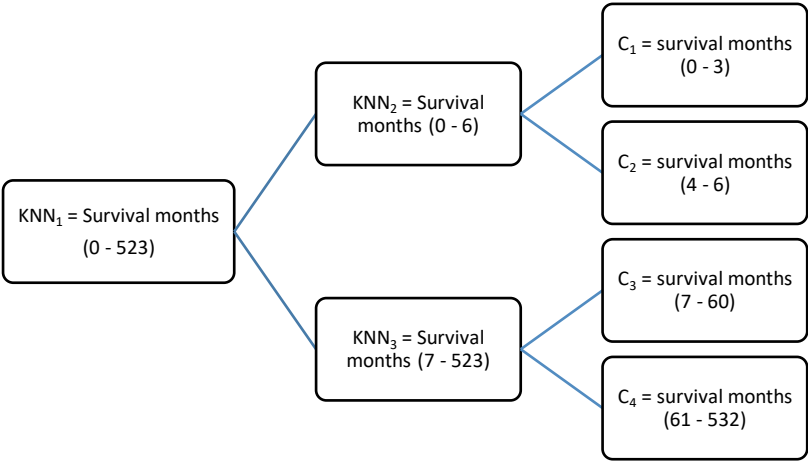 KNN₁ = Survival months
(0 - 523)
KNN₂ = Survival
months (0 - 6)
KNN₃ = Survival
months (7 - 523)
C₁ = survival months
(0 - 3)
C₂ = survival months
(4 - 6)
C₃ = survival months
(7 - 60)
C₄ = survival months
(61 - 532)